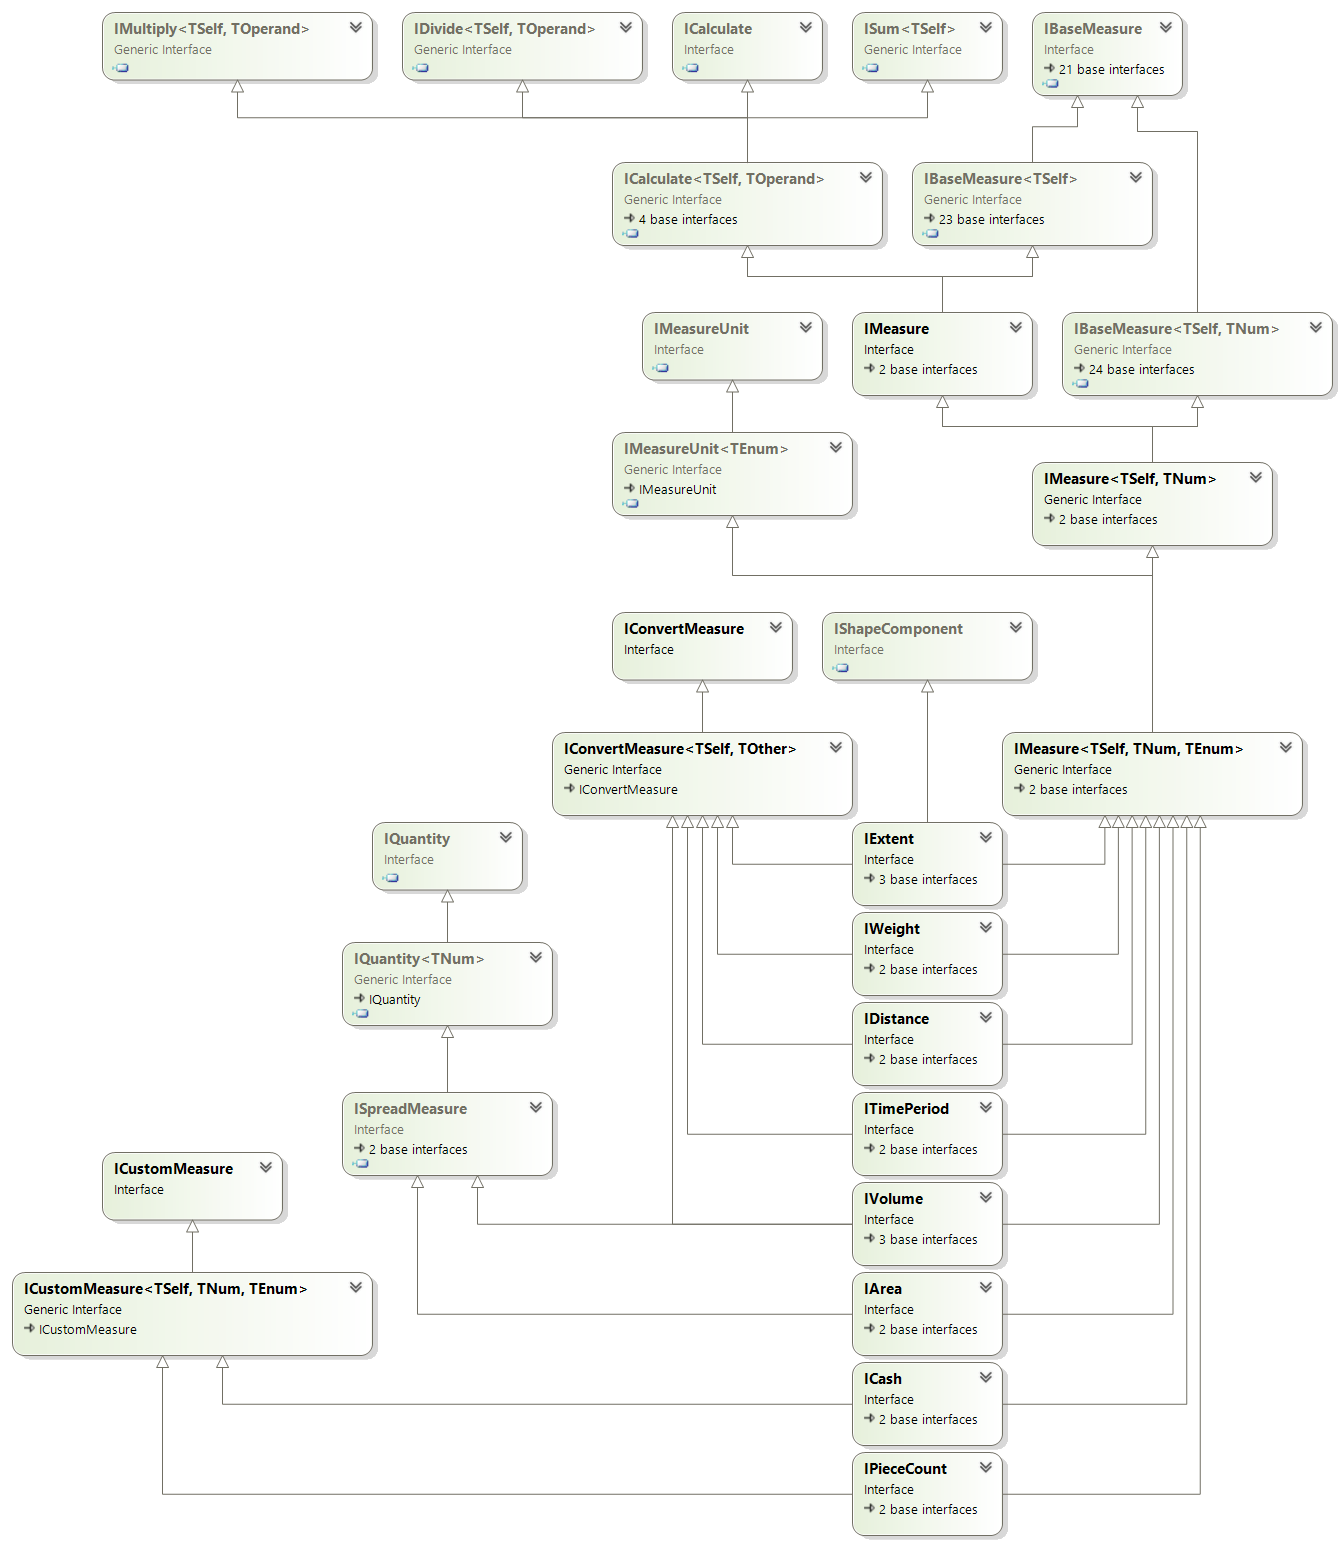 IMultiply<TSelf, TOperand>
Generic Interface
IDivide<TSelf, TOperand>
Generic Interface
ICalculate
Interface
ISum<TSelf>
Generic Interface
IBaseMeasure
Interface
21 base interfaces
ICalculate<TSelf, TOperand>
Generic Interface
4 base interfaces
IBaseMeasure<TSelf>
Generic Interface
23 base interfaces
IMeasureUnit
Interface
IMeasure
Interface
2 base interfaces
IBaseMeasure<TSelf, TNum>
Generic Interface
24 base interfaces
IMeasureUnit<TEnum>
Generic Interface
IMeasureUnit
IMeasure<TSelf, TNum>
Generic Interface
2 base interfaces
IConvertMeasure
Interface
IShapeComponent
Interface
IConvertMeasure<TSelf, TOther>
Generic Interface
IConvertMeasure
IMeasure<TSelf, TNum, TEnum>
Generic Interface
2 base interfaces
IQuantity
Interface
IExtent
Interface
3 base interfaces
IWeight
Interface
2 base interfaces
IQuantity<TNum>
Generic Interface
IQuantity
IDistance
Interface
2 base interfaces
ISpreadMeasure
Interface
2 base interfaces
ITimePeriod
Interface
2 base interfaces
ICustomMeasure
Interface
IVolume
Interface
3 base interfaces
ICustomMeasure<TSelf, TNum, TEnum>
Generic Interface
ICustomMeasure
IArea
Interface
2 base interfaces
ICash
Interface
2 base interfaces
IPieceCount
Interface
2 base interfaces